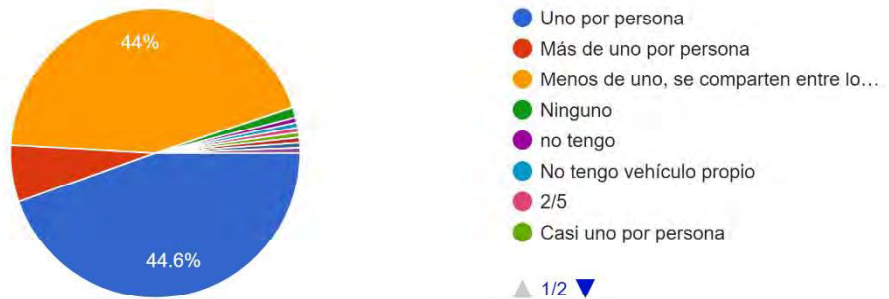 44%
44.6%
Uno por persona
Más de uno por persona
Menos de uno, se comparten entre lo…
Ninguno
no tengo
No tengo vehículo propio
2/5
Casi uno por persona
1/2